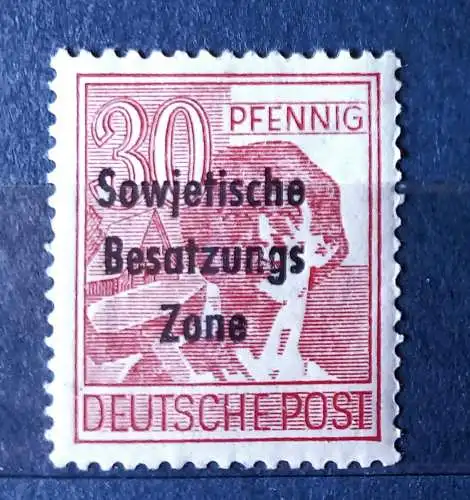 30 PFENNIG
Sowjetische
Besatzungs
Zone
DEUTSCHE POST